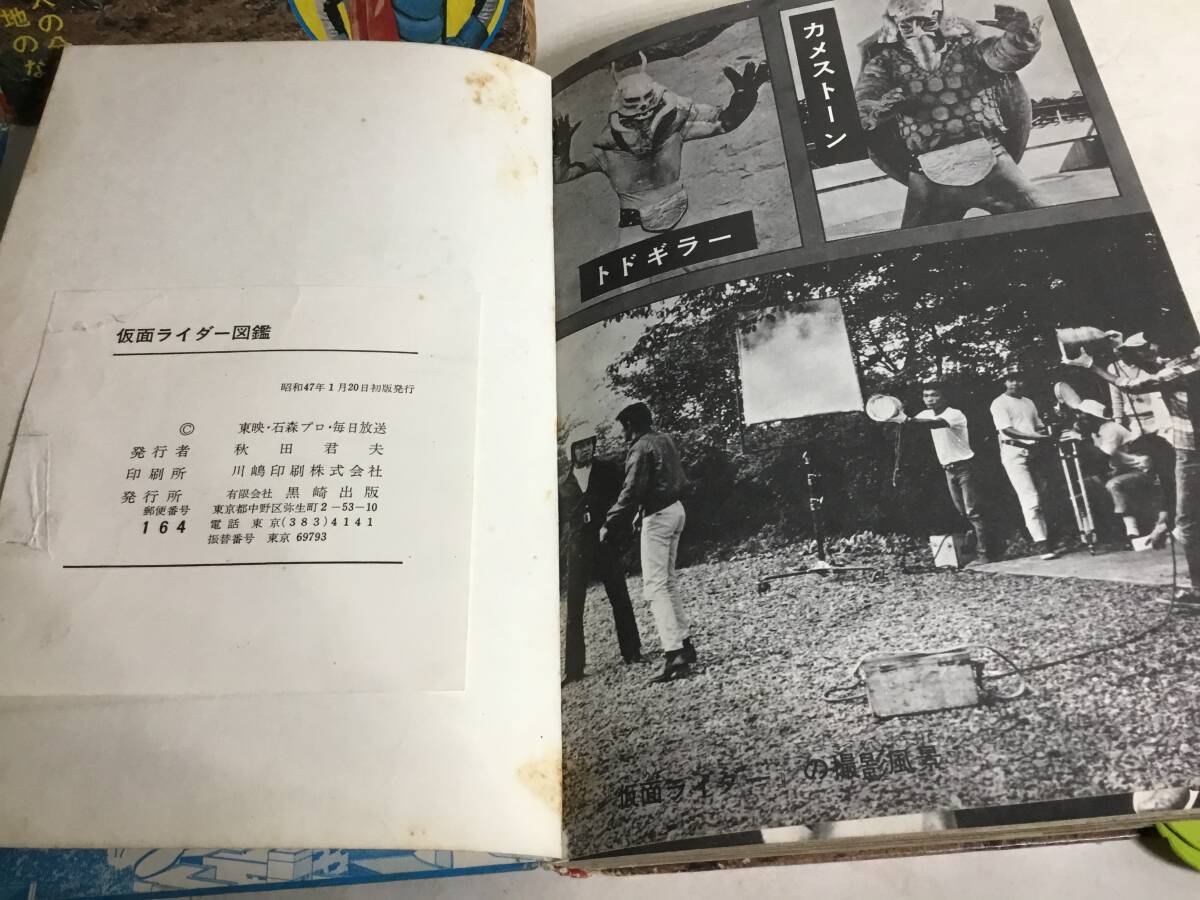 仮面ライダー図鑑
昭和47年1月20日初版発行
© 東映・石森プロ・毎日放送
発行者 秋田君夫
印刷所 川嶋印刷株式会社
発行所 有限会社 黒崎出版
郵便番号 東京都中野区弥生町2-53-10
164 電話 東京(383)4141
振替番号 東京 69793
カメストーン
トドギラー
『仮面ライダー』の撮影風景
地のな